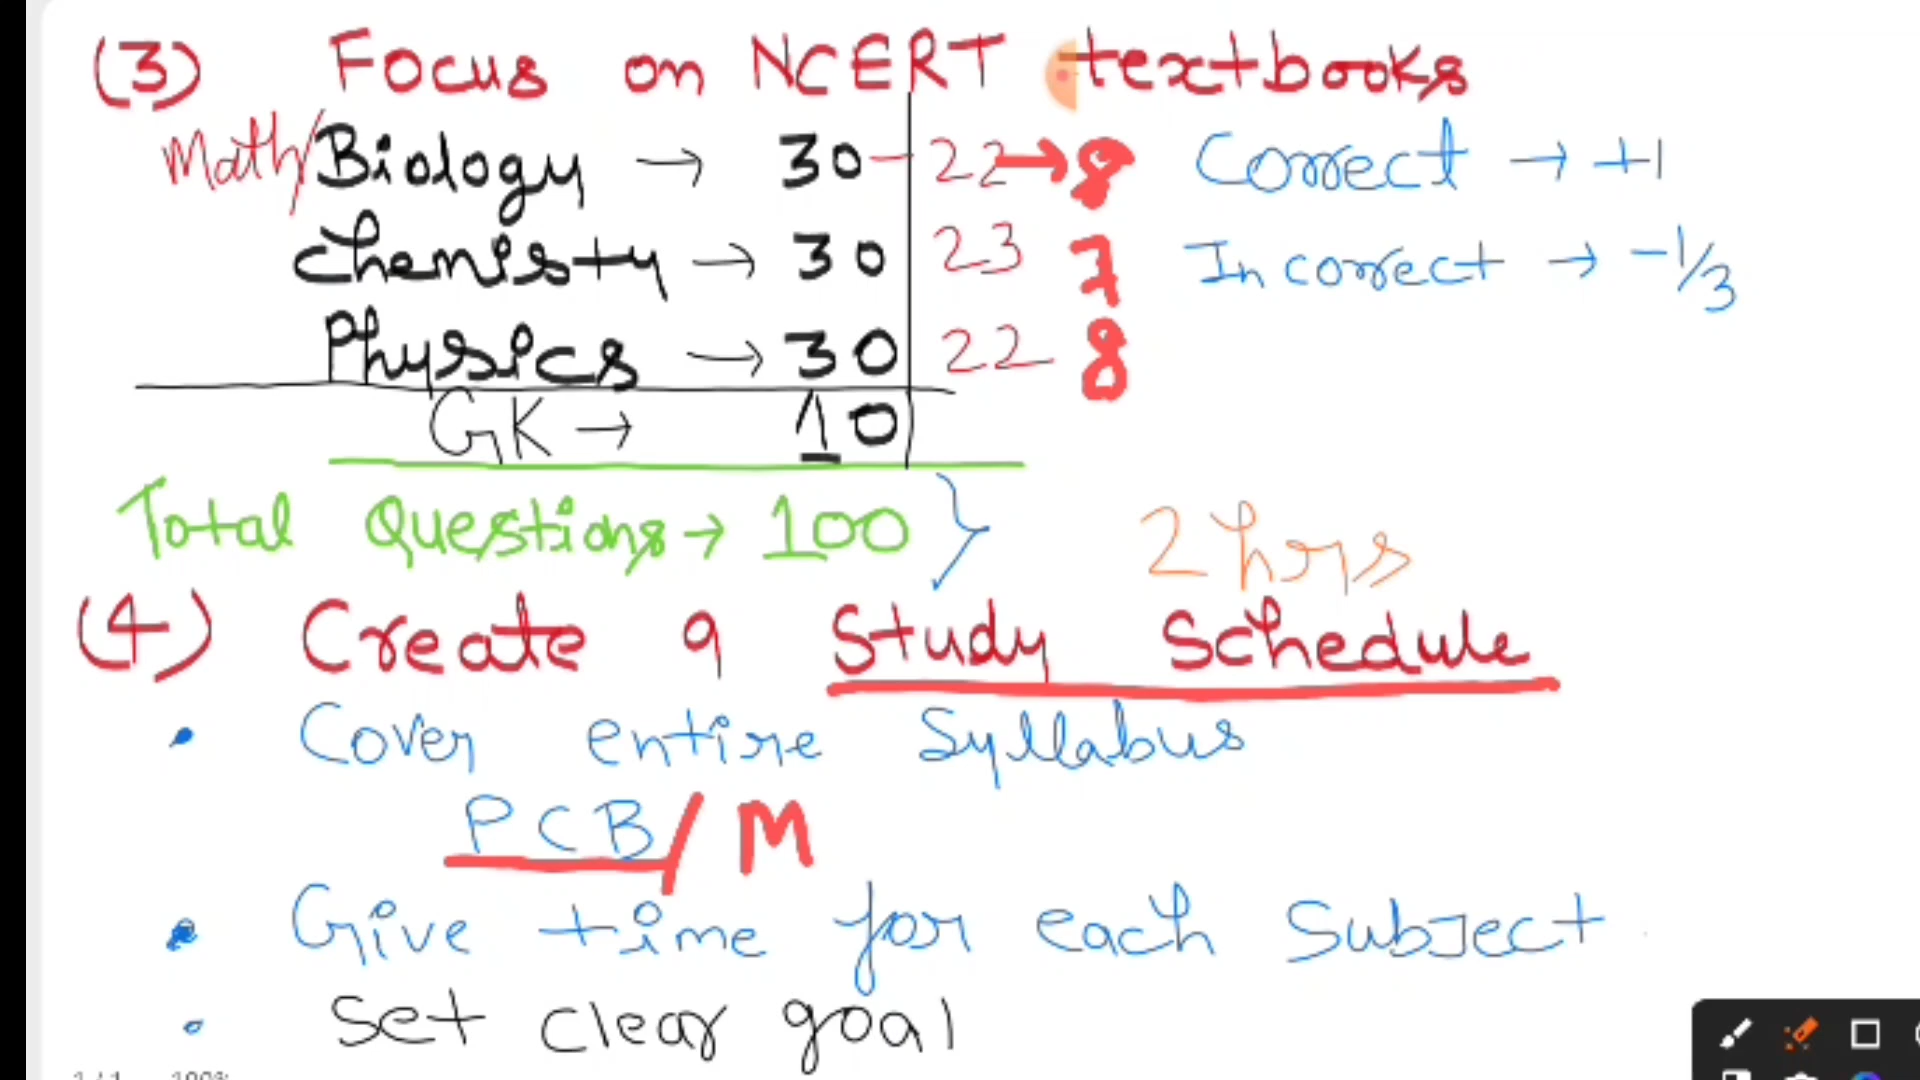 (3) Focus on NCERT textbooks
Math/Biology → 30 - 22 → 8 Correct → +1
Chemistry → 30 23 7 Incorrect → -1/3
Physics → 30 22 8
GK → 10
Total Questions → 100 } 2 hrs
(4) Create a Study Schedule
• Cover entire Syllabus
PCB/M
• Give time for each Subject
• Set clear goal